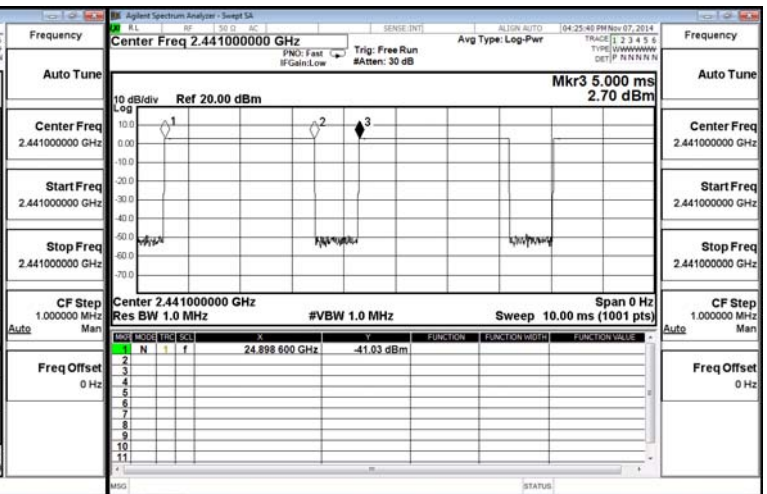 Frequency
Auto Tune
Center Freq
2.441000000 GHz
Start Freq
2.441000000 GHz
Stop Freq
2.441000000 GHz
CF Step
1.000000 MHz
Auto Man
Freq Offset
0 Hz
Agilent Spectrum Analyzer - Swept SA
RL RF 50 Ω AC SENSE:INT ALIGN AUTO 04:25:40 PM Nov 07, 2014
Center Freq 2.441000000 GHz
PNO: Fast
IFGain:Low
Trig: Free Run
#Atten: 30 dB
Avg Type: Log-Pwr
TRACE 1 2 3 4 5 6
TYPE WWWWWWW
DET P N N N N N
Mkr3 5.000 ms
2.70 dBm
10 dB/div Ref 20.00 dBm
Log
10.0
0.00
-10.0
-20.0
-30.0
-40.0
-50.0
-60.0
-70.0
1
2
3
Center 2.441000000 GHz Span 0 Hz
Res BW 1.0 MHz #VBW 1.0 MHz Sweep 10.00 ms (1001 pts)
MKR MODE TRC SCL X Y FUNCTION FUNCTION WIDTH FUNCTION VALUE
1 N 1 f 24.898 600 GHz -41.03 dBm
2
3
4
5
6
7
8
9
10
11
MSG STATUS
Frequency
Auto Tune
Center Freq
2.441000000 GHz
Start Freq
2.441000000 GHz
Stop Freq
2.441000000 GHz
CF Step
1.000000 MHz
Auto Man
Freq Offset
0 Hz